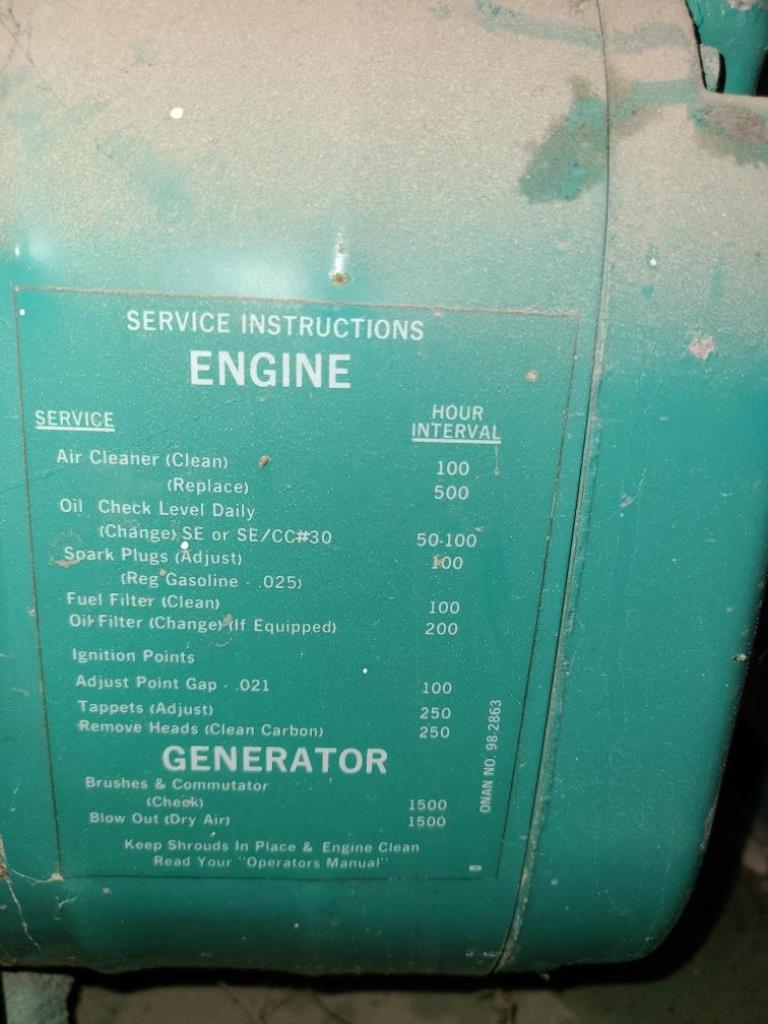 SERVICE INSTRUCTIONS
ENGINE
SERVICE HOUR INTERVAL
Air Cleaner (Clean) 100
(Replace) 500
Oil Check Level Daily
(Change) SE or SE/CC#30 50-100
Spark Plugs (Adjust) 100
(Reg Gasoline - .025)
Fuel Filter (Clean) 100
Oil Filter (Change) (If Equipped) 200
Ignition Points
Adjust Point Gap - .021 100
Tappets (Adjust) 250
Remove Heads (Clean Carbon) 250
GENERATOR
Brushes & Commutator
(Check) 1500
Blow Out (Dry Air) 1500
Keep Shrouds In Place & Engine Clean
Read Your "Operators Manual"
ONAN NO. 98-2863